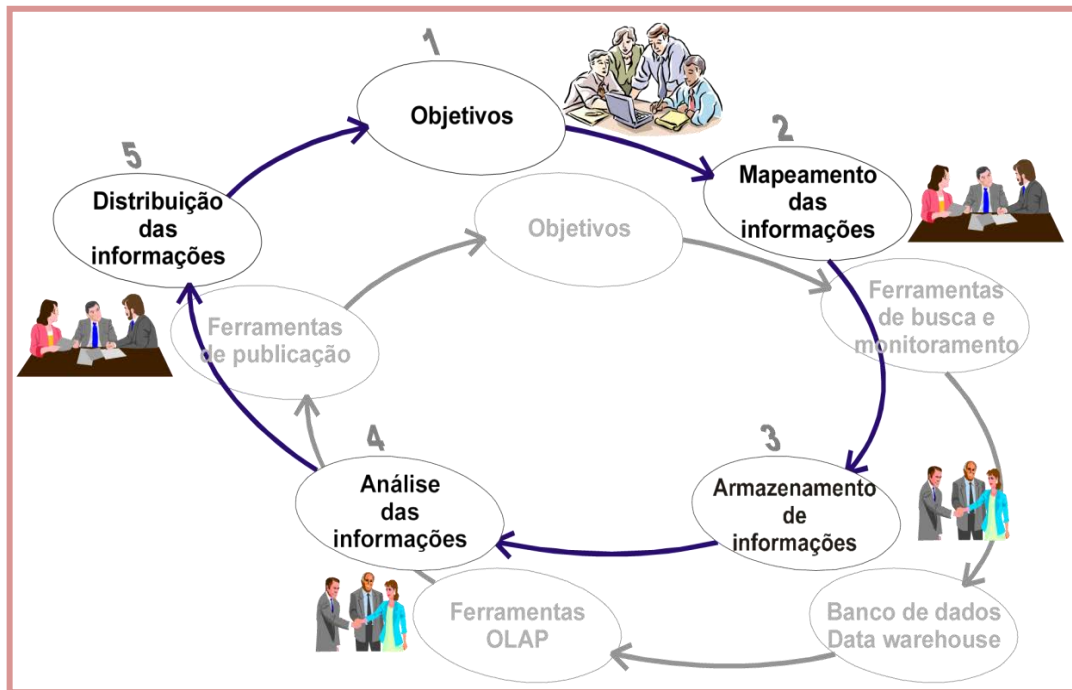 1
Objetivos
2
Mapeamento
das
informações
3
Armazenamento
de
informações
4
Análise
das
informações
5
Distribuição
das
informações
Objetivos
Ferramentas
de busca e
monitoramento
Banco de dados
Data warehouse
Ferramentas
OLAP
Ferramentas
de publicação